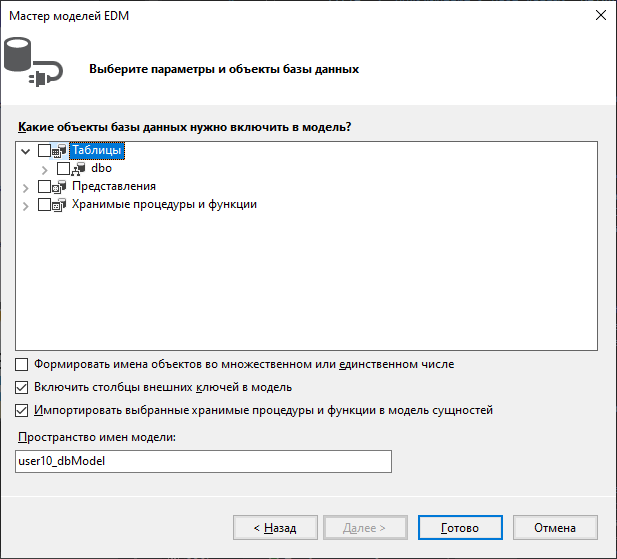 Мастер моделей EDM
Выберите параметры и объекты базы данных
Какие объекты базы данных нужно включить в модель?
Таблицы
dbo
Представления
Хранимые процедуры и функции
Формировать имена объектов во множественном или единственном числе
Включить столбцы внешних ключей в модель
Импортировать выбранные хранимые процедуры и функции в модель сущностей
Пространство имен модели:
user10_dbModel
< Назад Далее > Готово Отмена